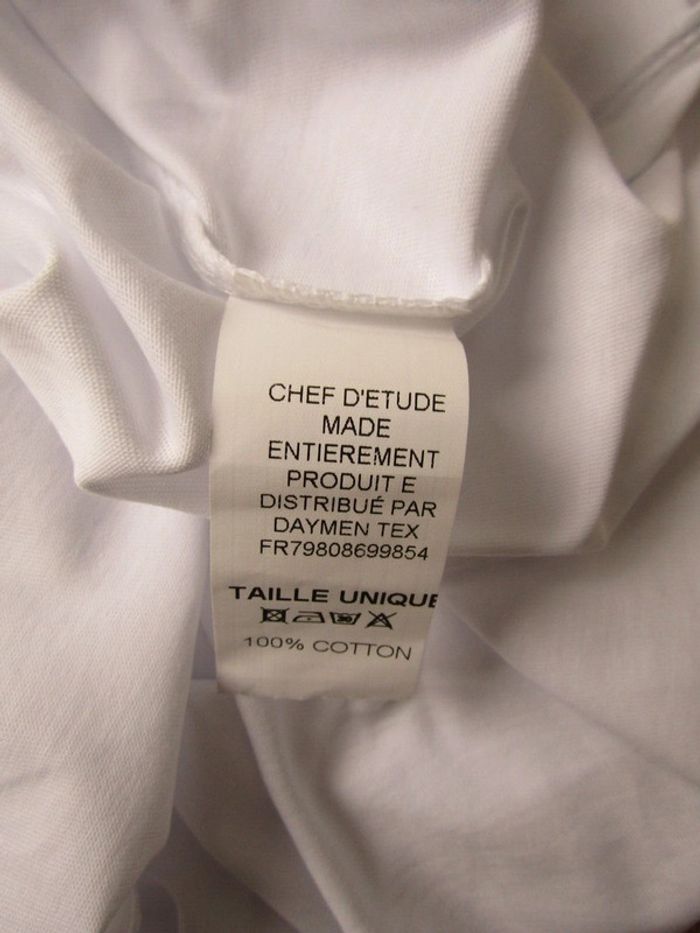 CHEF D'ETUDE
MADE
ENTIEREMENT
PRODUIT E
DISTRIBUÉ PAR
DAYMEN TEX
FR79808699854
TAILLE UNIQUE
100% COTTON